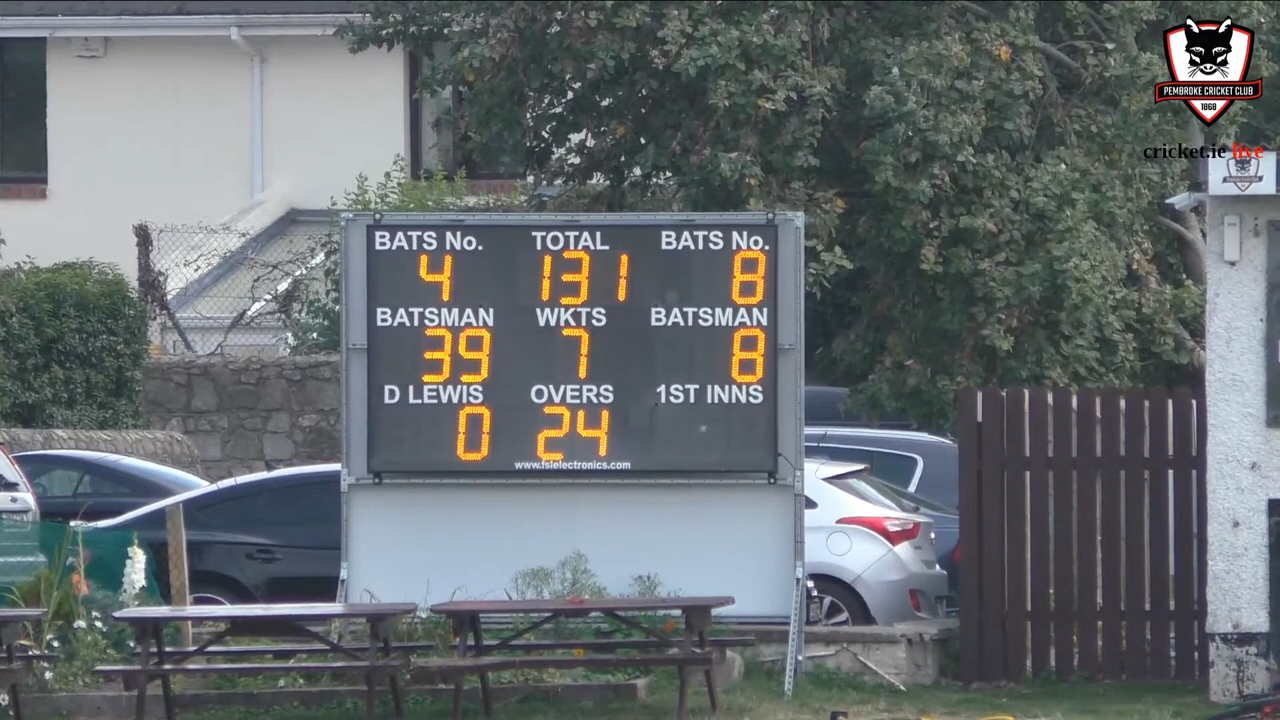 PEMBROKE CRICKET CLUB
1868
cricket.ie live
BATS No. TOTAL BATS No.
4 131 8
BATSMAN WKTS BATSMAN
39 7 8
D LEWIS OVERS 1ST INNS
0 24
www.fslelectronics.com